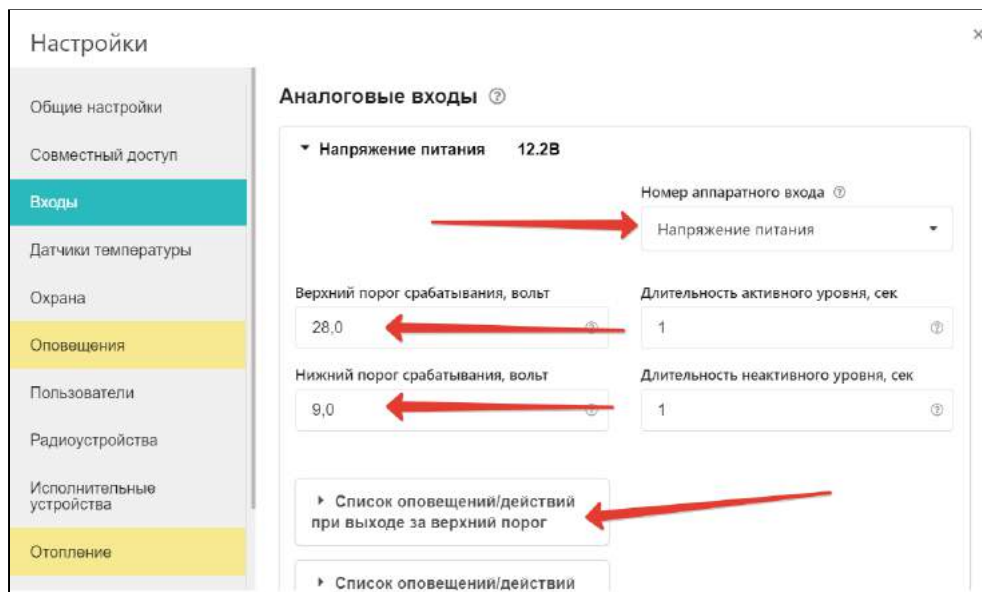 Настройки
×
Общие настройки
Совместный доступ
Входы
Датчики температуры
Охрана
Оповещения
Пользователи
Радиоустройства
Исполнительные
устройства
Отопление
Аналоговые входы ?
Напряжение питания 12.2В
Номер аппаратного входа ?
Напряжение питания
Верхний порог срабатывания, вольт
28,0 ?
Длительность активного уровня, сек
1 ?
Нижний порог срабатывания, вольт
9,0 ?
Длительность неактивного уровня, сек
1 ?
Список оповещений/действий
при выходе за верхний порог
Список оповещений/действий